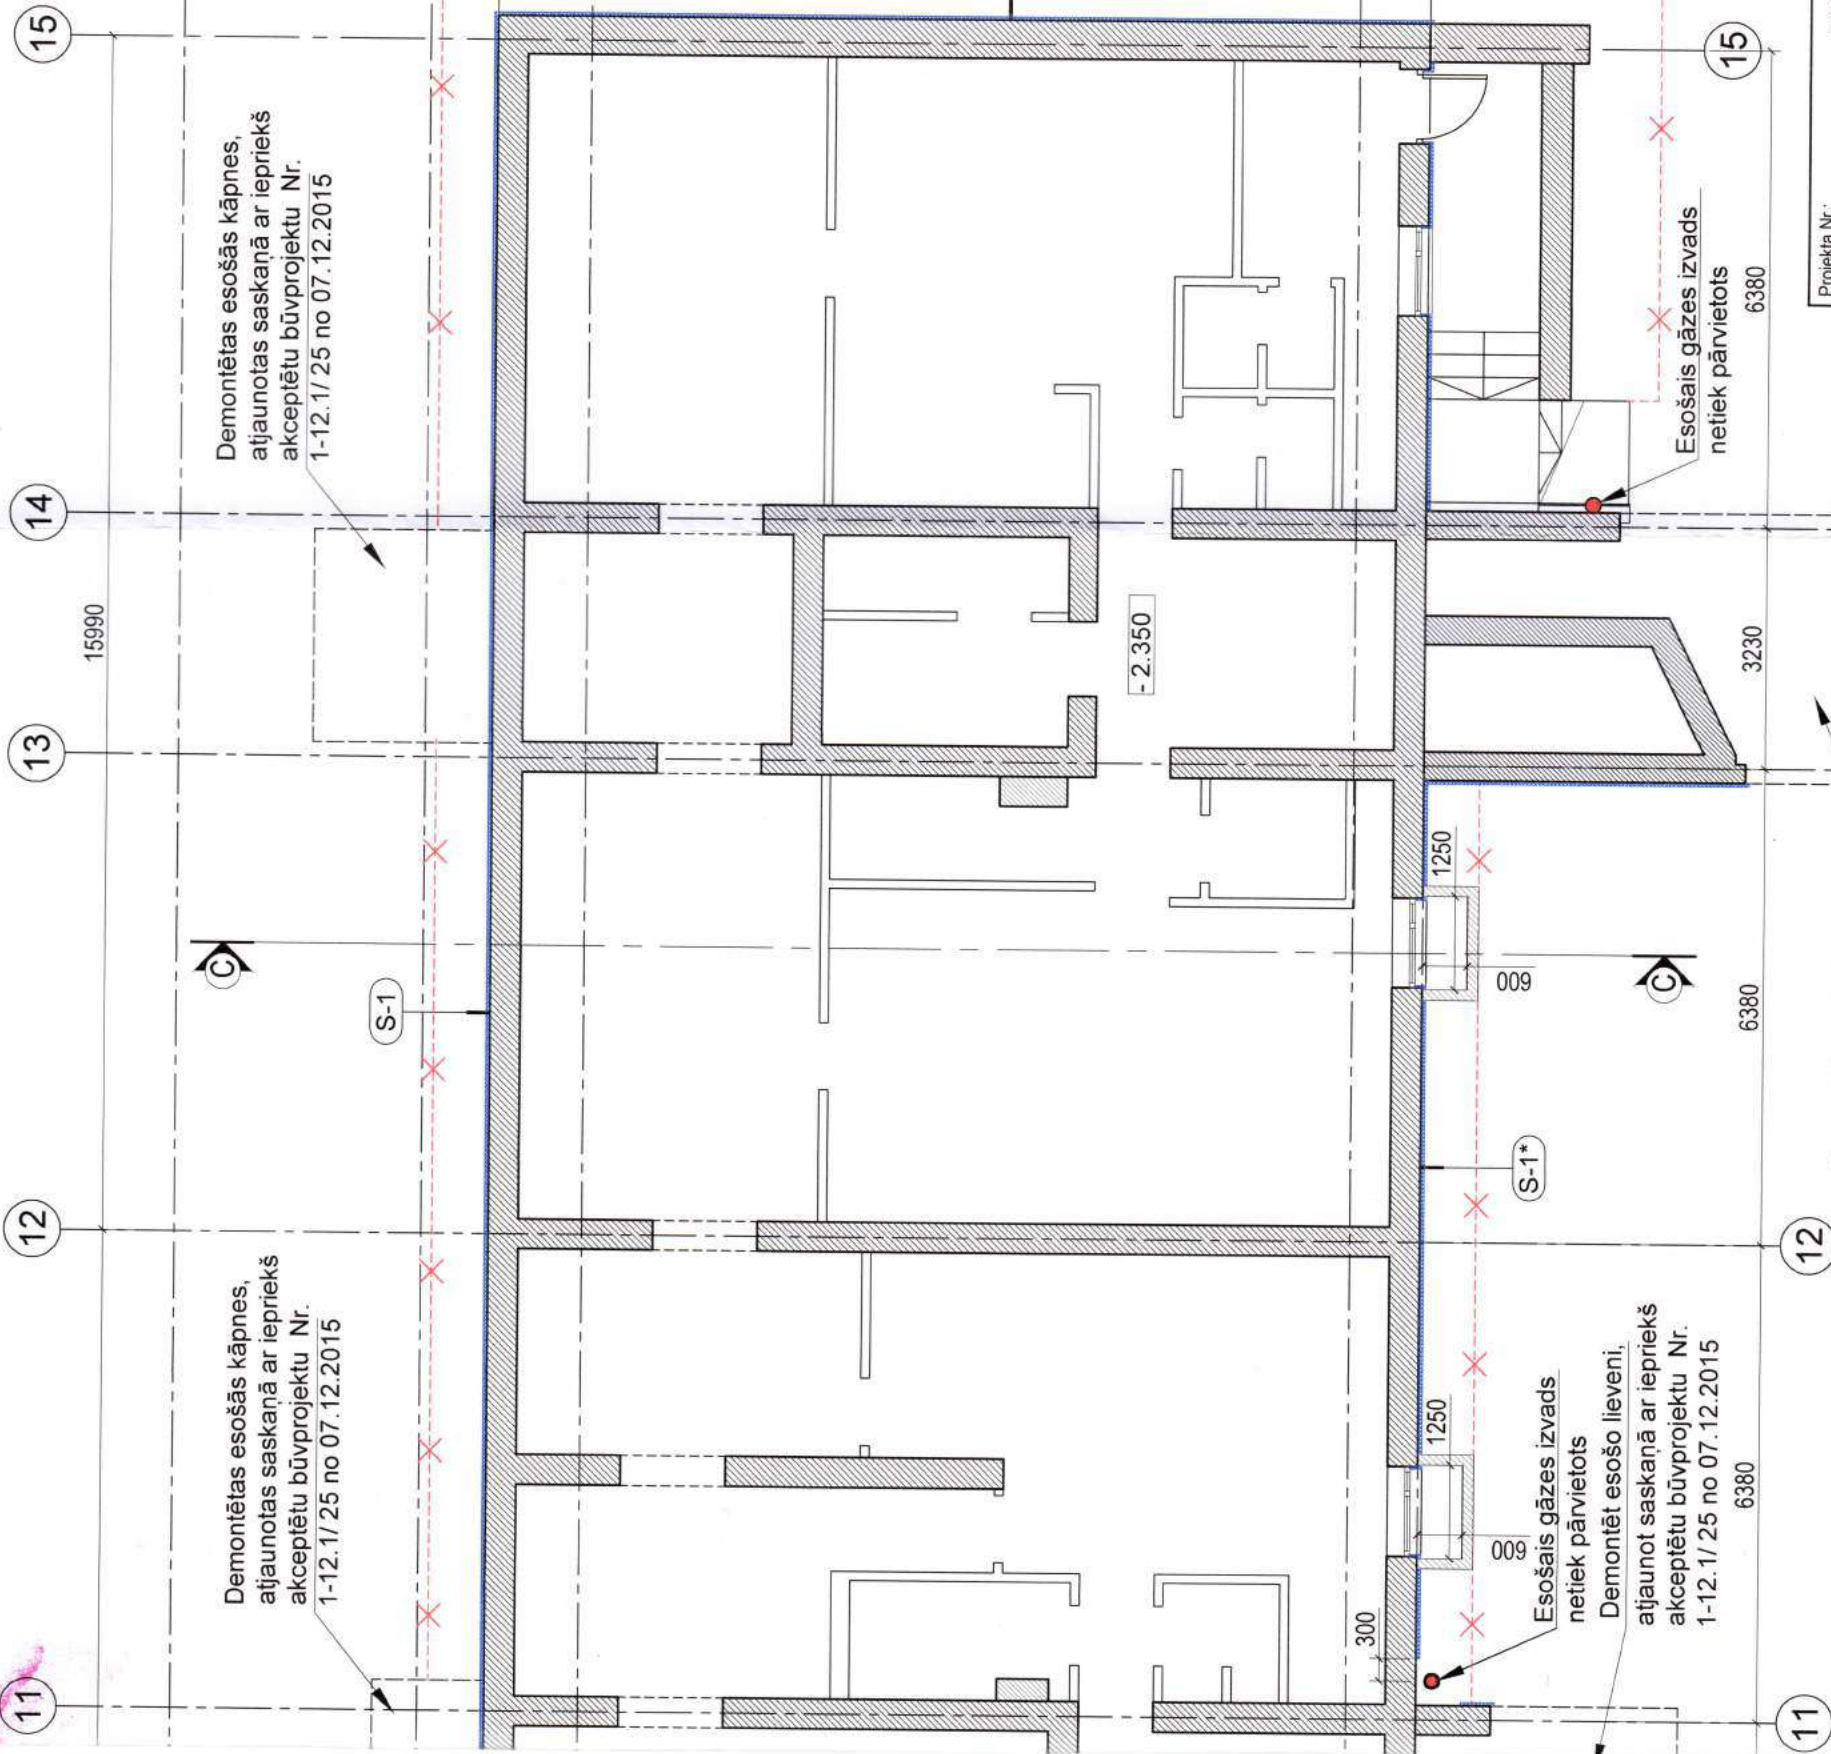 15
14
13
12
11
15990
Demontētas esošās kāpnes,
atjaunotas saskaņā ar iepriekš
akceptētu būvprojektu Nr.
1-12.1/ 25 no 07.12.2015
Demontētas esošās kāpnes,
atjaunotas saskaņā ar iepriekš
akceptētu būvprojektu Nr.
1-12.1/ 25 no 07.12.2015
C
S-1
- 2.350
1250
600
C
S-1*
1250
600
300
Esošais gāzes izvads
netiek pārvietots
Demontēt esošo lieveni,
atjaunot saskaņā ar iepriekš
akceptētu būvprojektu Nr.
1-12.1/ 25 no 07.12.2015
Esošais gāzes izvads
netiek pārvietots
6380
6380
3230
6380
11
12
15
Projekta Nr.: